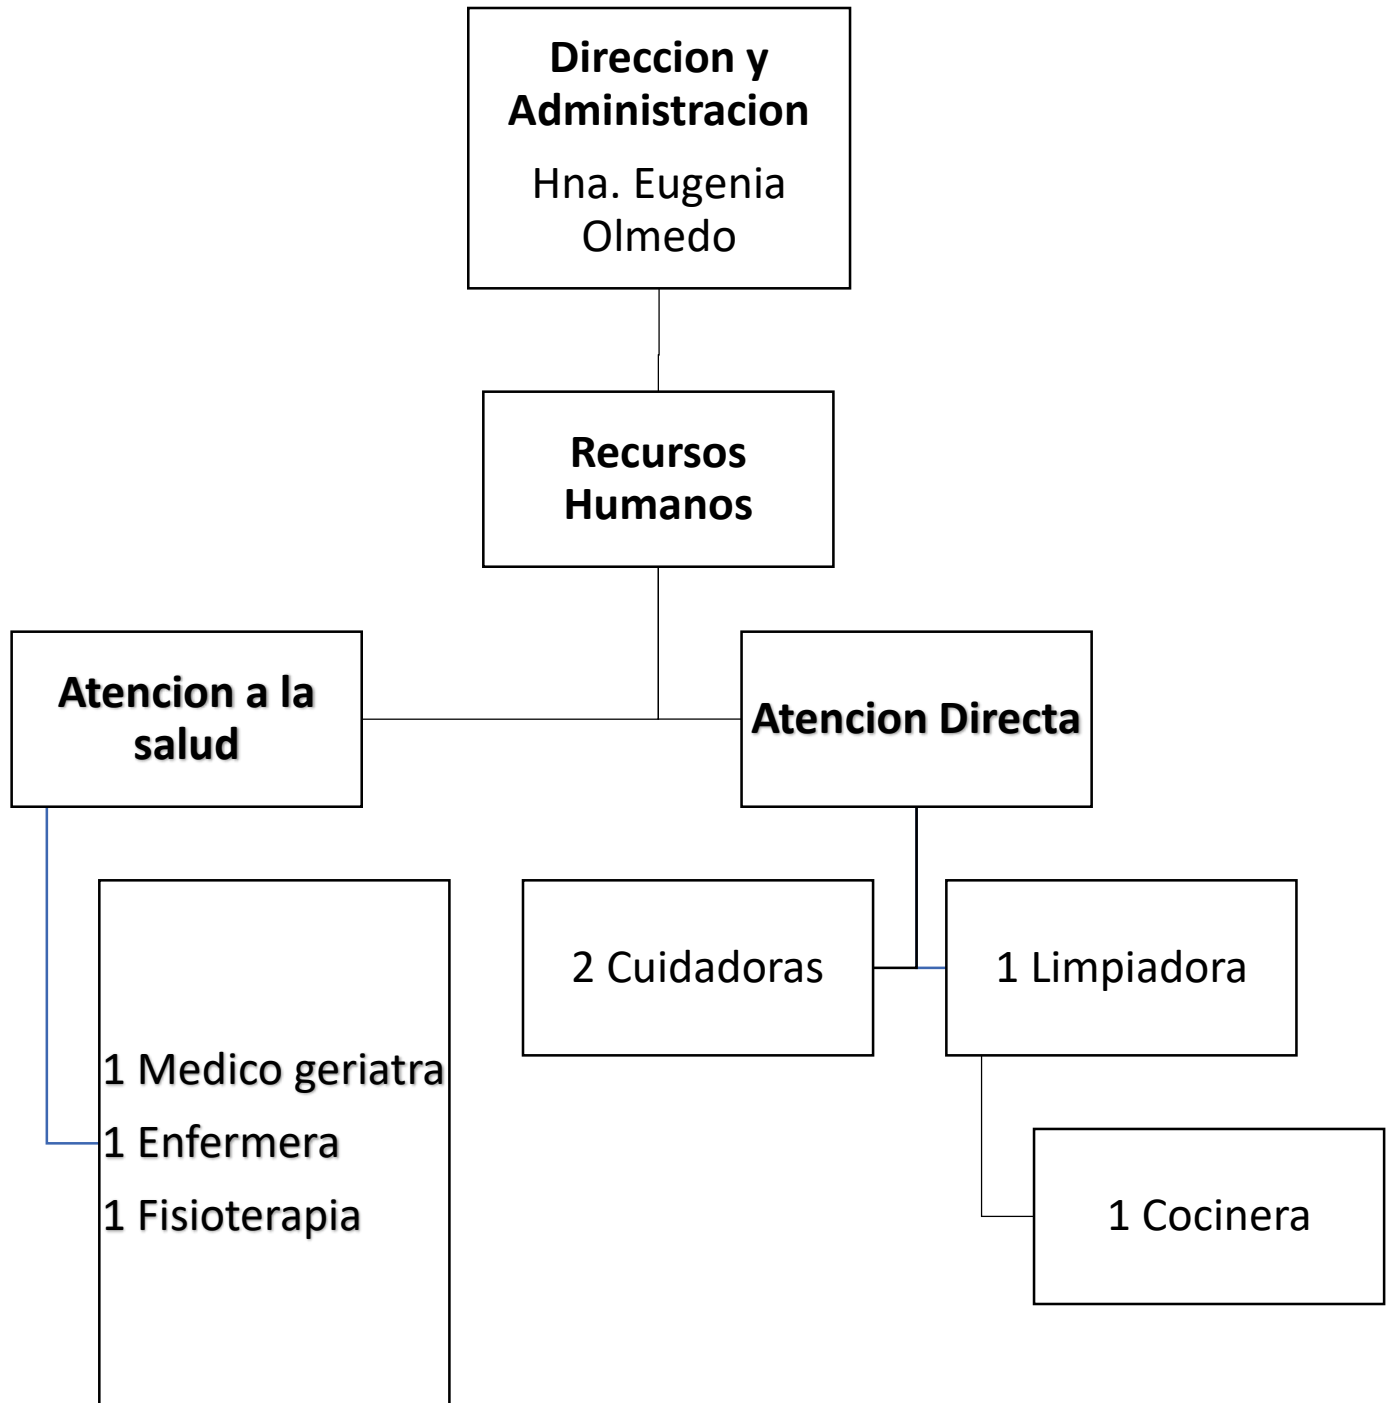 Direccion y
Administracion
Hna. Eugenia
Olmedo
Recursos
Humanos
Atencion a la
salud
Atencion Directa
2 Cuidadoras
1 Limpiadora
1 Medico geriatra
1 Enfermera
1 Fisioterapia
1 Cocinera